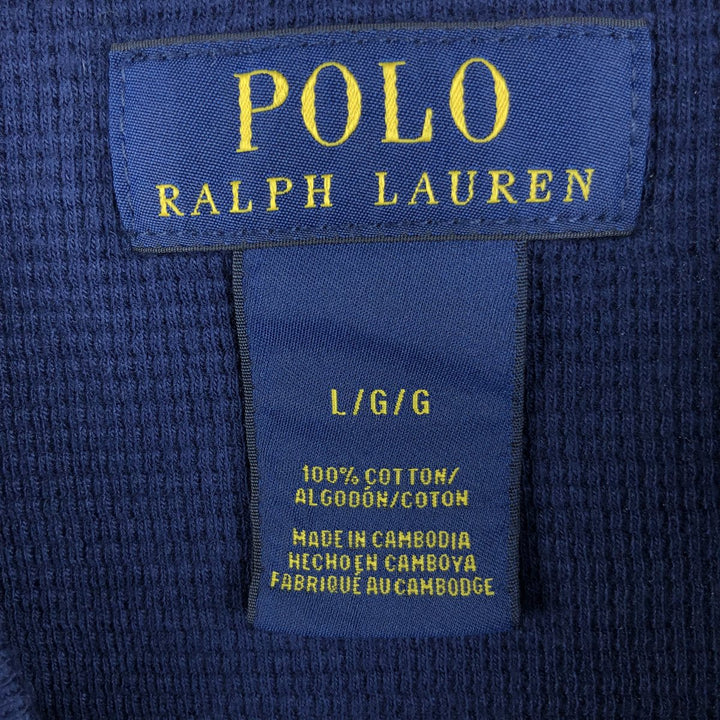 POLO
RALPH LAUREN
L/G/G
100% COTTON/
ALGODÓN/COTON
MADE IN CAMBODIA
HECHO EN CAMBOYA
FABRIQUÉ AU CAMBODGE